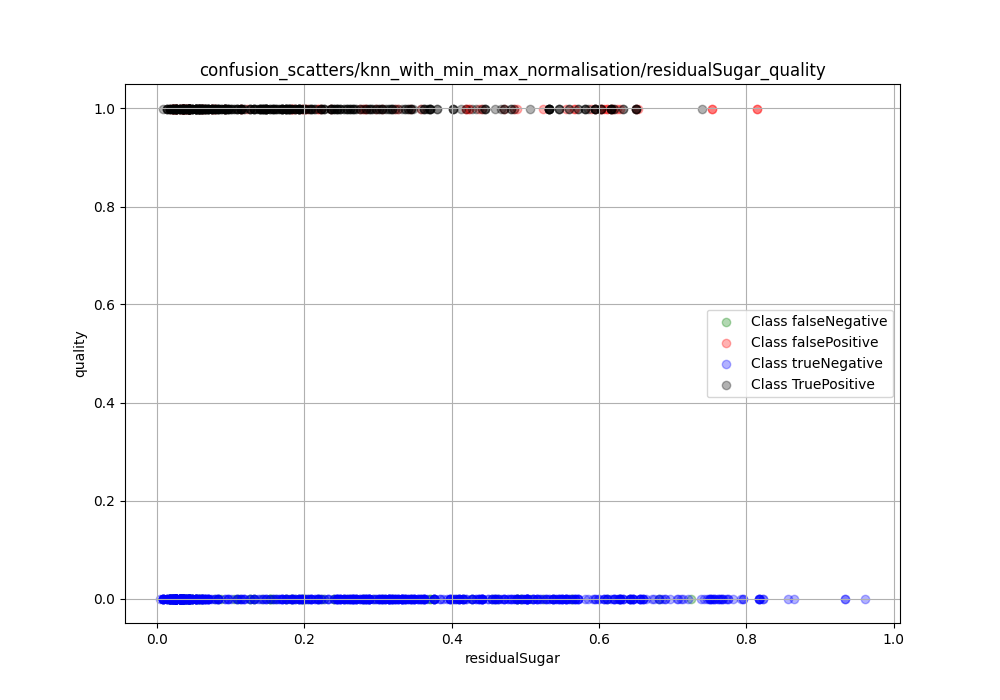 confusion_scatters/knn_with_min_max_normalisation/residualSugar_quality
1.0
0.8
0.6
0.4
0.2
0.0
quality
Class falseNegative
Class falsePositive
Class trueNegative
Class TruePositive
0.0 0.2 0.4 0.6 0.8 1.0
residualSugar